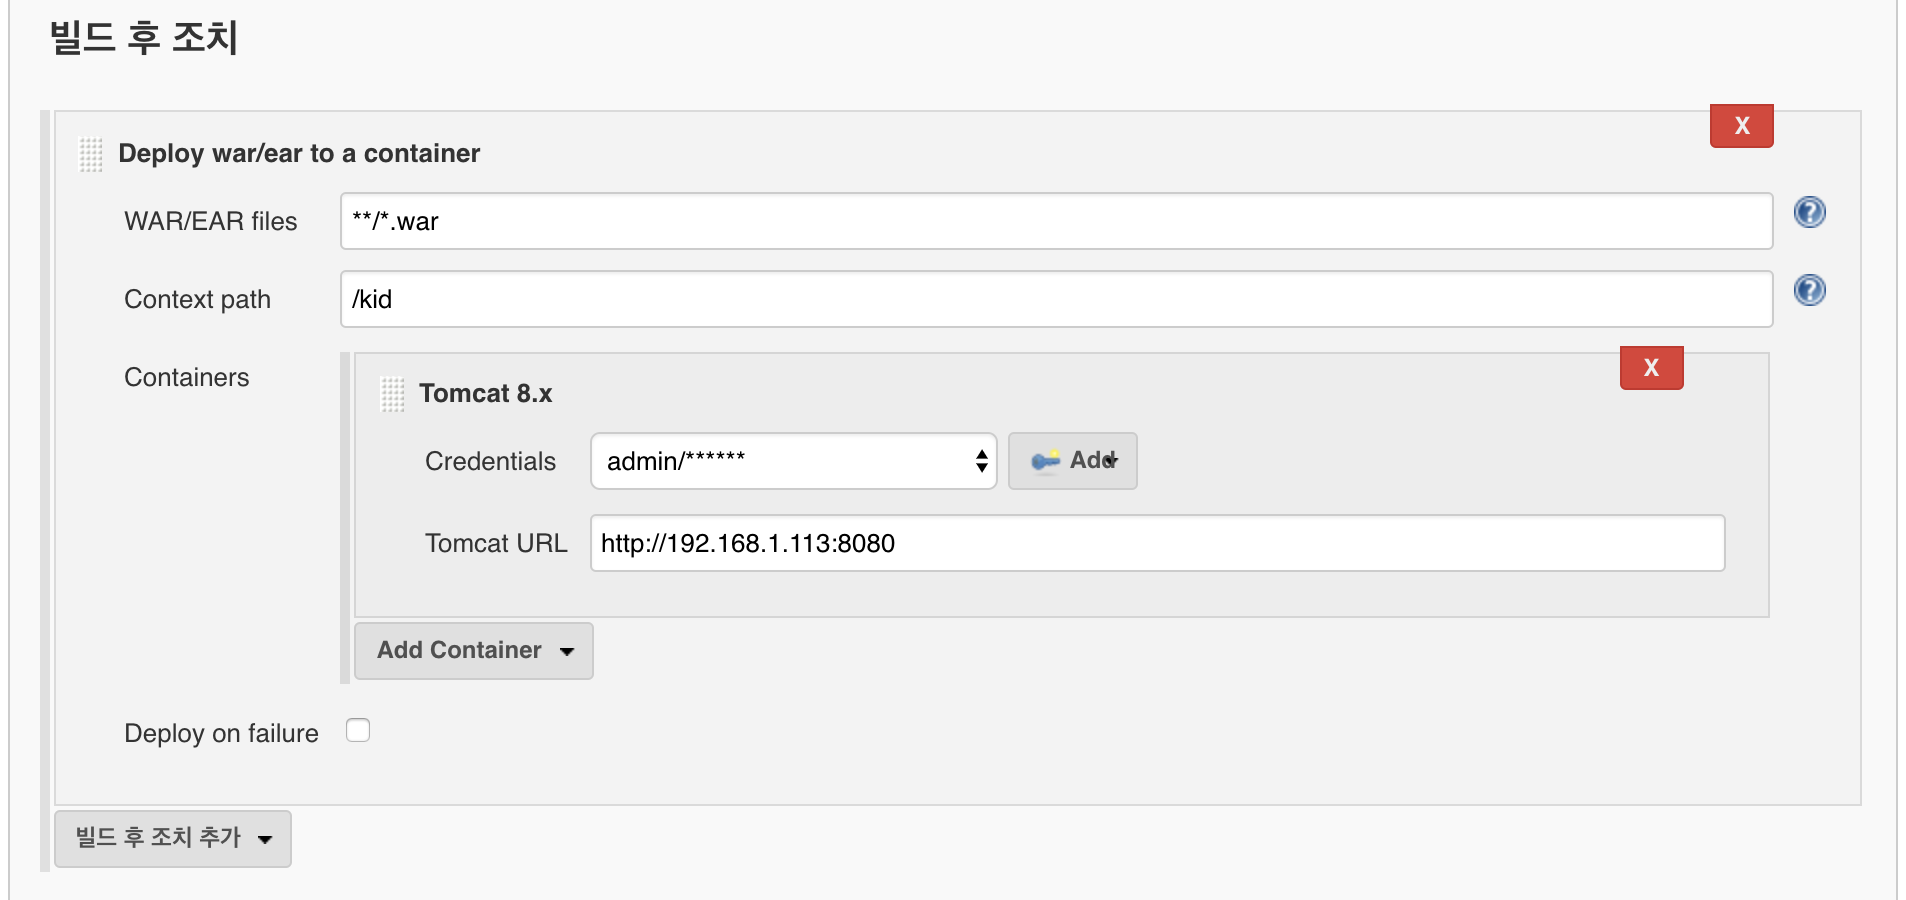 빌드 후 조치
X
Deploy war/ear to a container
WAR/EAR files **/*.war ?
Context path /kid ?
Containers
X
Tomcat 8.x
Credentials admin/****** Add
Tomcat URL http://192.168.1.113:8080
Add Container
Deploy on failure
빌드 후 조치 추가